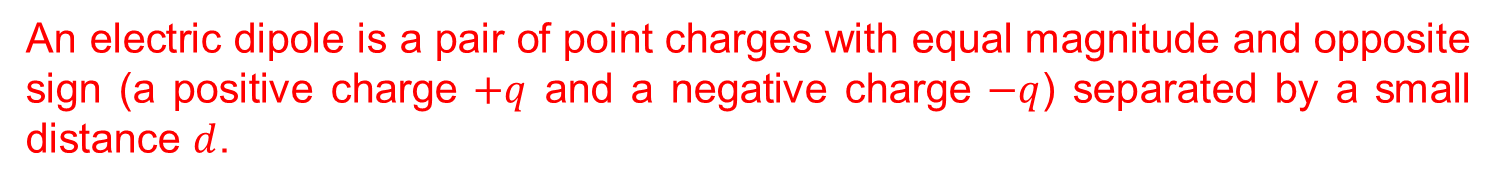 An electric dipole is a pair of point charges with equal magnitude and opposite
sign (a positive charge +q and a negative charge −q) separated by a small
distance d.